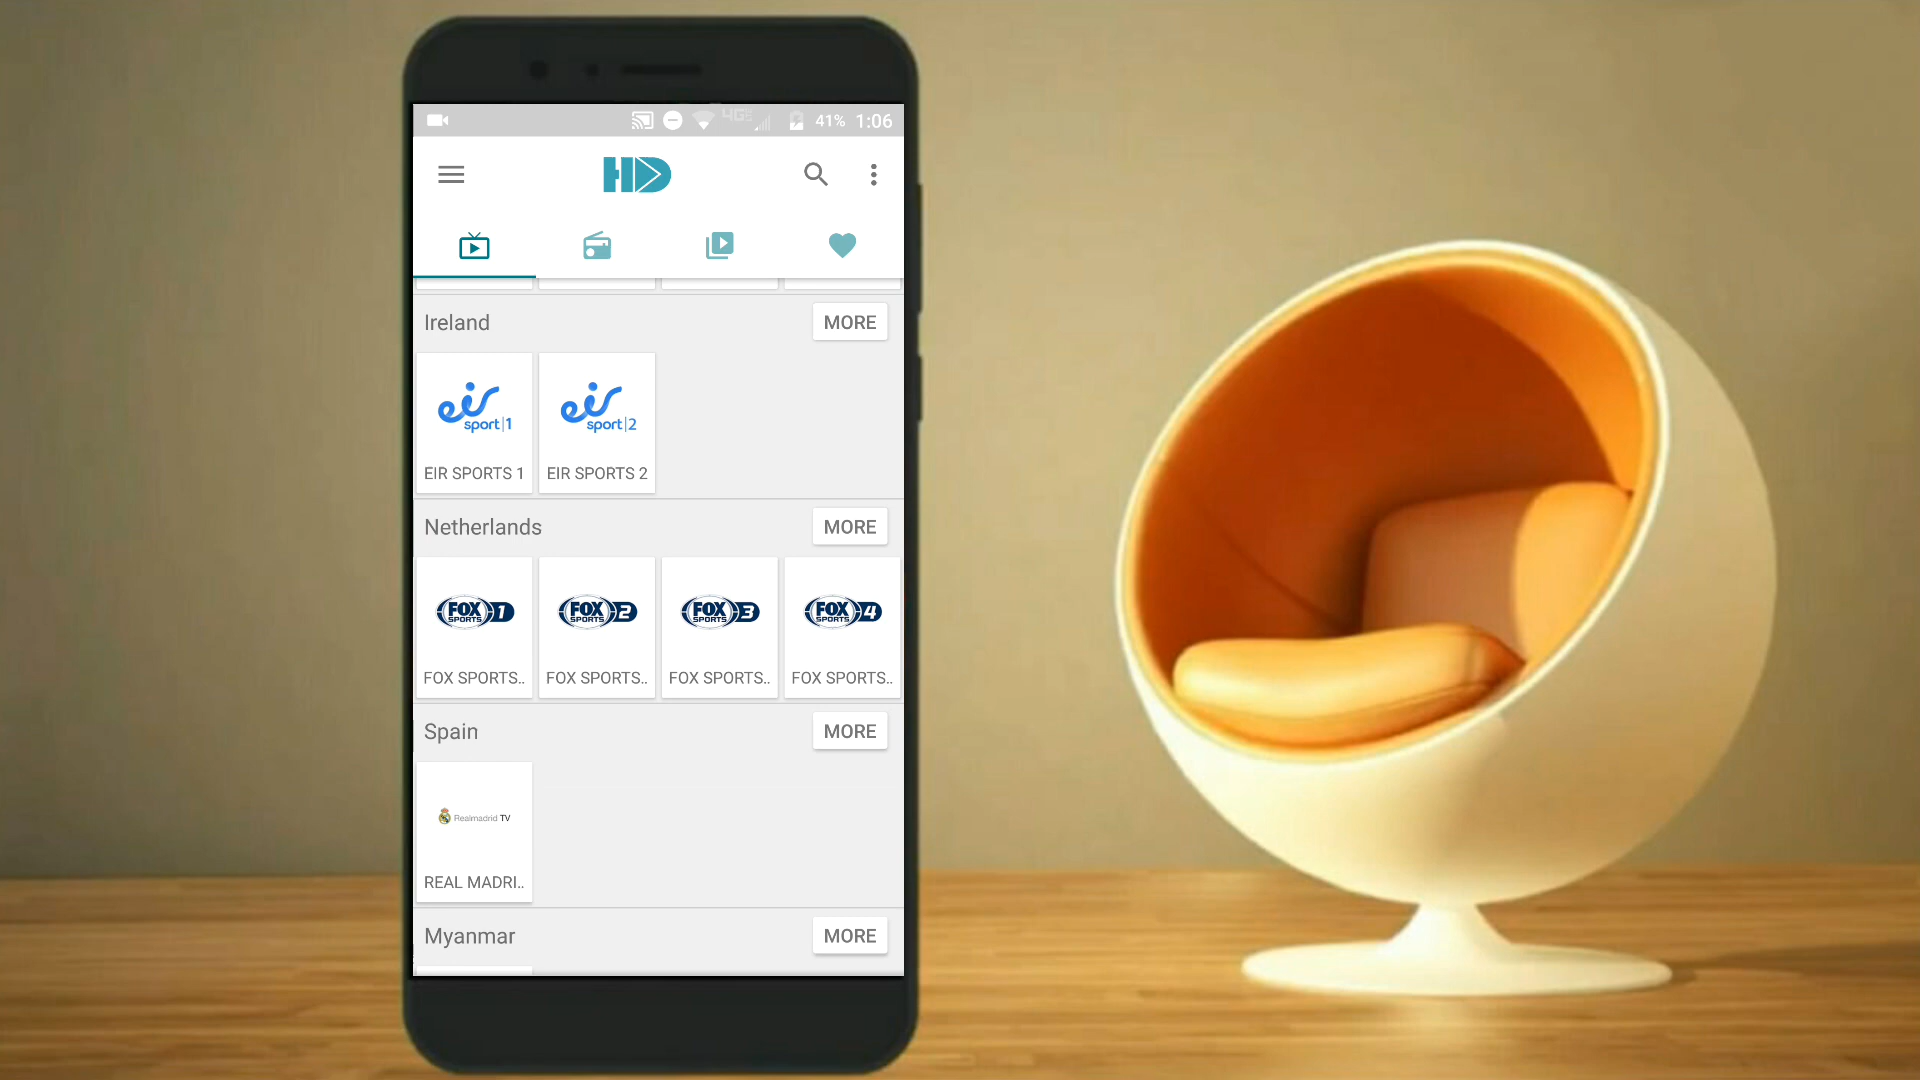 4G 41% 1:06
HD
Ireland MORE
eir sport|1 eir sport|2
EIR SPORTS 1 EIR SPORTS 2
Netherlands MORE
FOX SPORTS 1 FOX SPORTS 2 FOX SPORTS 3 FOX SPORTS 4
FOX SPORTS.. FOX SPORTS.. FOX SPORTS.. FOX SPORTS..
Spain MORE
Realmadrid TV
REAL MADRI..
Myanmar MORE